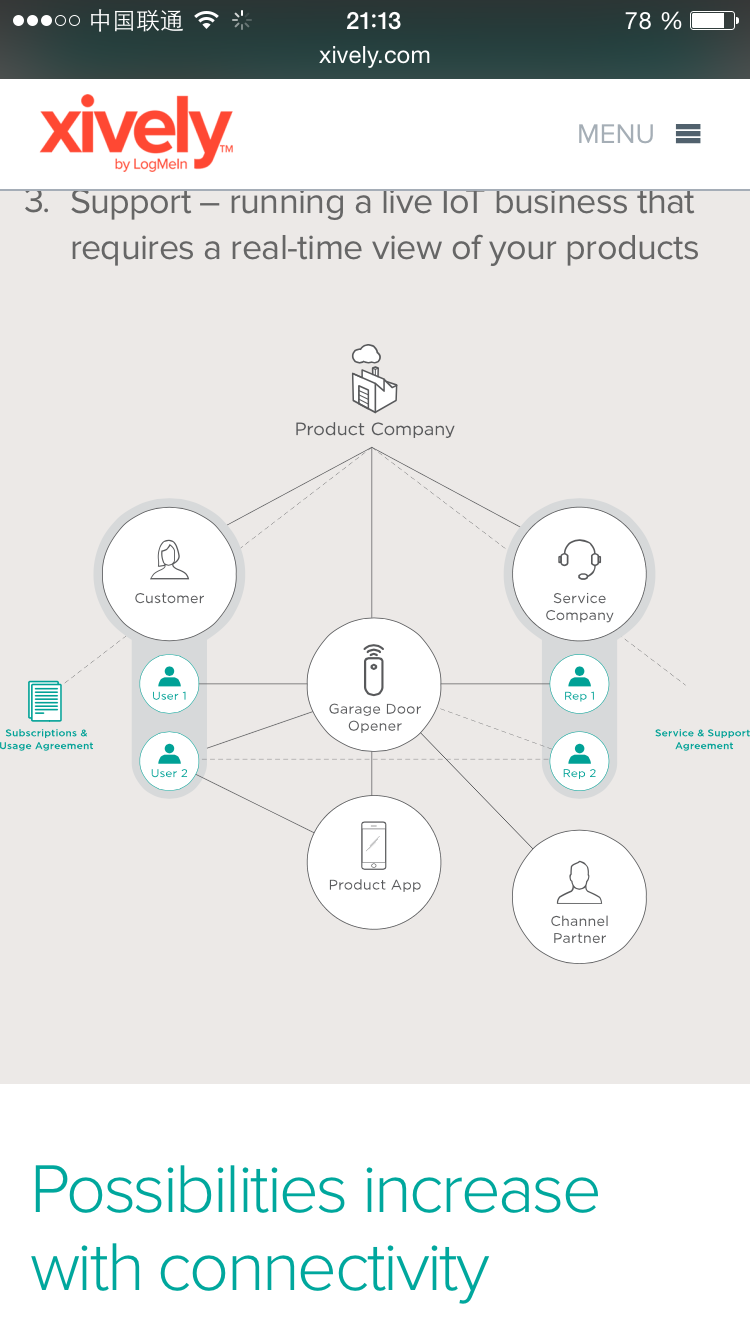 中国联通
21:13
78 %
xively.com
xively™
by LogMeIn
MENU
3. Support – running a live IoT business that
requires a real-time view of your products
Product Company
Customer
Service
Company
User 1
Garage Door
Opener
Rep 1
Subscriptions &
Usage Agreement
Service & Support
Agreement
User 2
Rep 2
Product App
Channel
Partner
Possibilities increase
with connectivity